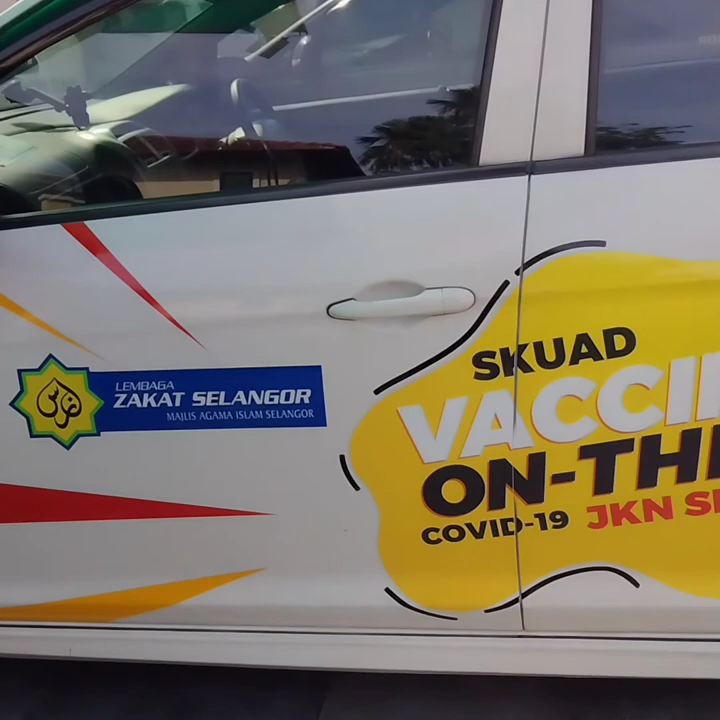 LEMBAGA
ZAKAT SELANGOR
MAJLIS AGAMA ISLAM SELANGOR
SKUAD
VACCI
ON-TH
COVID-19 JKN S